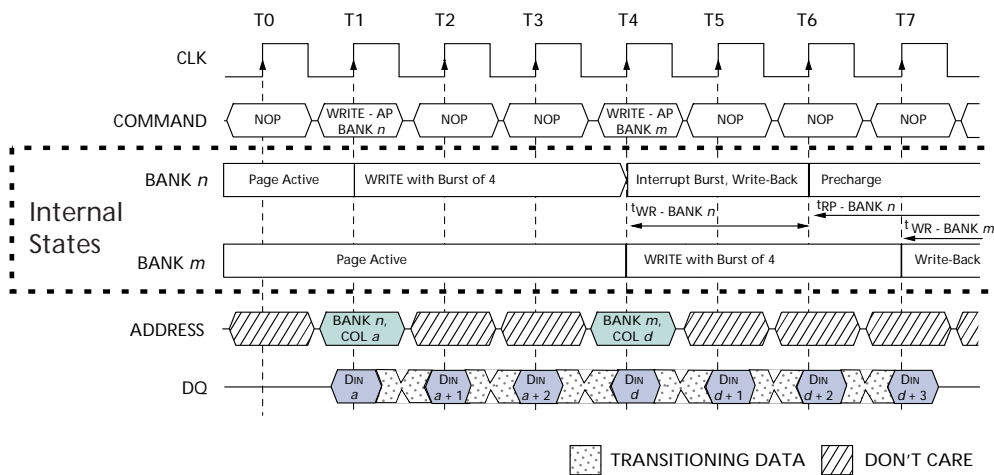 T0 T1 T2 T3 T4 T5 T6 T7
CLK
COMMAND NOP WRITE - AP NOP NOP WRITE - AP NOP NOP NOP
BANK n BANK m
BANK n Page Active WRITE with Burst of 4 Interrupt Burst, Write-Back Precharge
tWR - BANK n tRP - BANK n
Internal
States
tWR - BANK m
BANK m Page Active WRITE with Burst of 4 Write-Back
ADDRESS BANK n, BANK m,
COL a COL d
DQ DIN DIN DIN DIN DIN DIN DIN
a a + 1 a + 2 d d + 1 d + 2 d + 3
TRANSITIONING DATA DON'T CARE